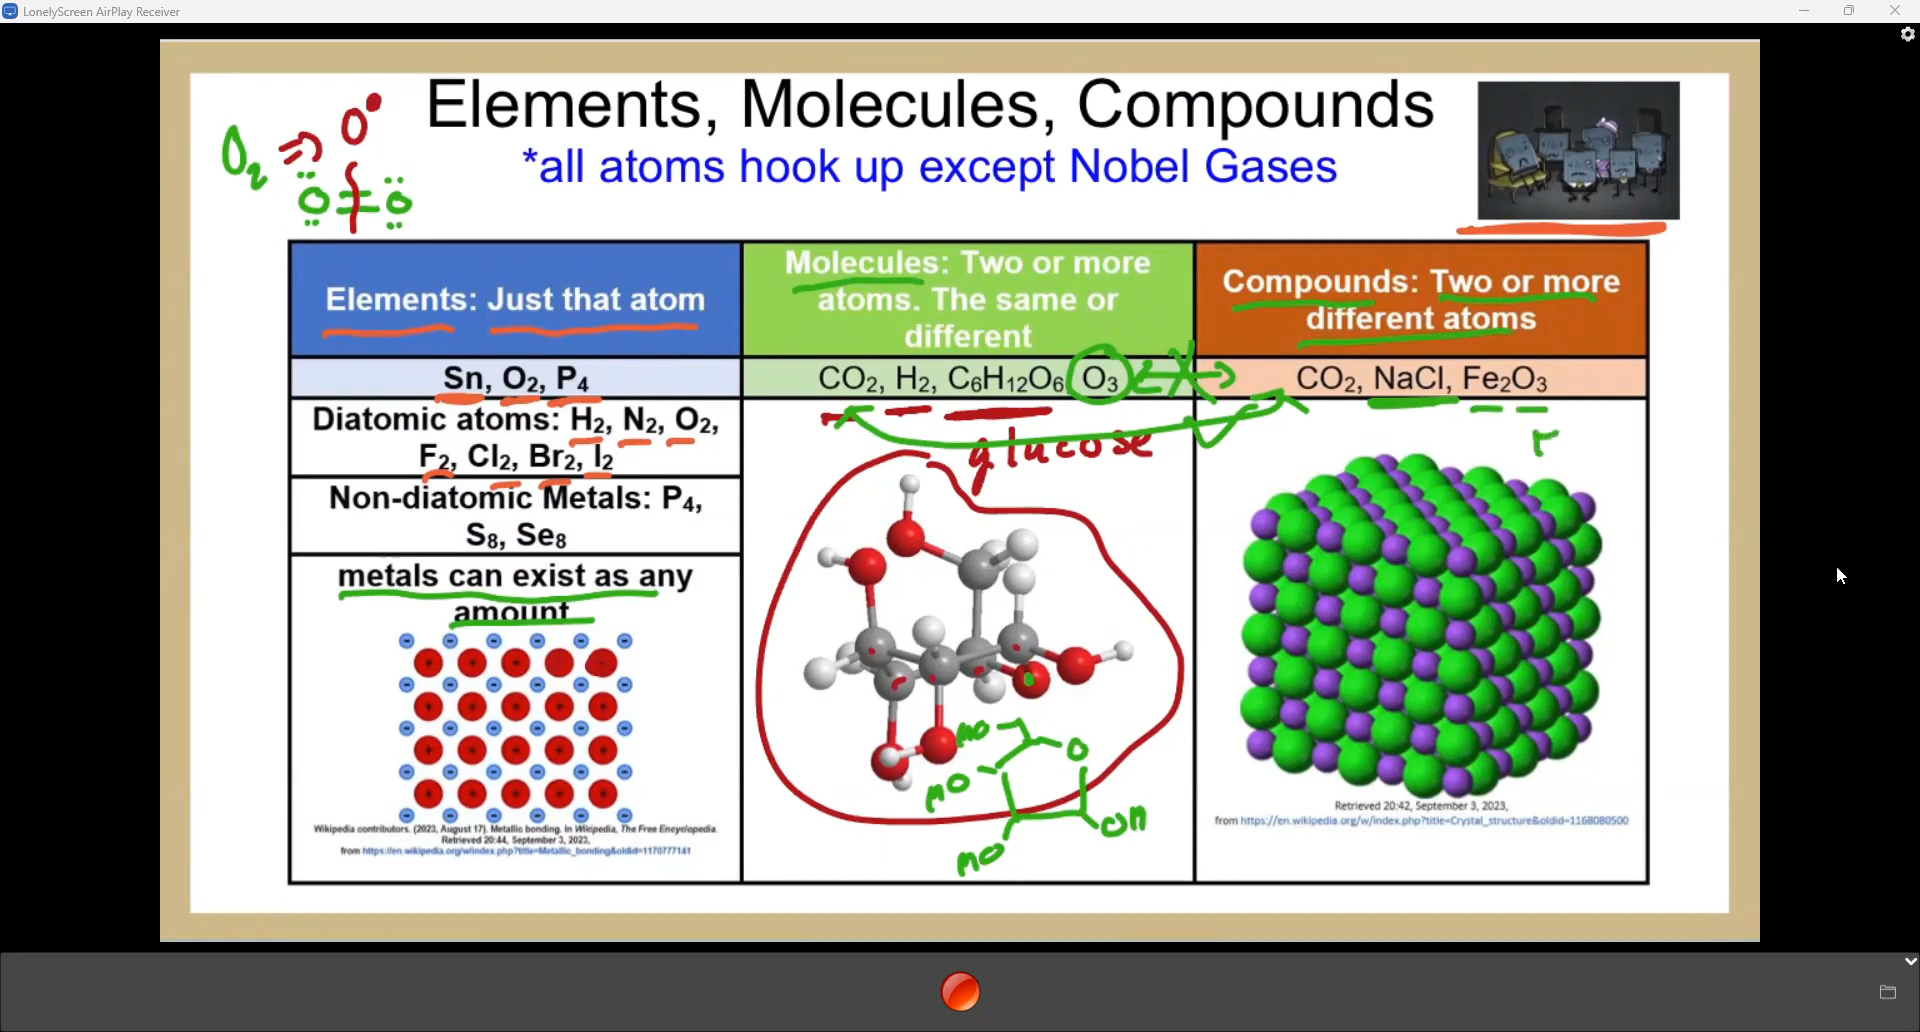 LonelyScreen AirPlay Receiver
Elements, Molecules, Compounds
*all atoms hook up except Nobel Gases
O₂ ⇒ O
O=O
Elements: Just that atom
Sn, O₂, P₄
Diatomic atoms: H₂, N₂, O₂,
F₂, Cl₂, Br₂, I₂
Non-diatomic Metals: P₄,
S₈, Se₈
metals can exist as any
amount
Wikipedia contributors. (2023, August 17). Metallic bonding. In Wikipedia, The Free Encyclopedia.
Retrieved 20:44, September 3, 2023,
from https://en.wikipedia.org/w/index.php?title=Metallic_bonding&oldid=1170777141
Molecules: Two or more
atoms. The same or
different
CO₂, H₂, C₆H₁₂O₆ O₃
glucose
HO
O
HO
OH
HO
Compounds: Two or more
different atoms
CO₂, NaCl, Fe₂O₃
r
Retrieved 20:42, September 3, 2023,
from https://en.wikipedia.org/w/index.php?title=Crystal_structure&oldid=1168080500